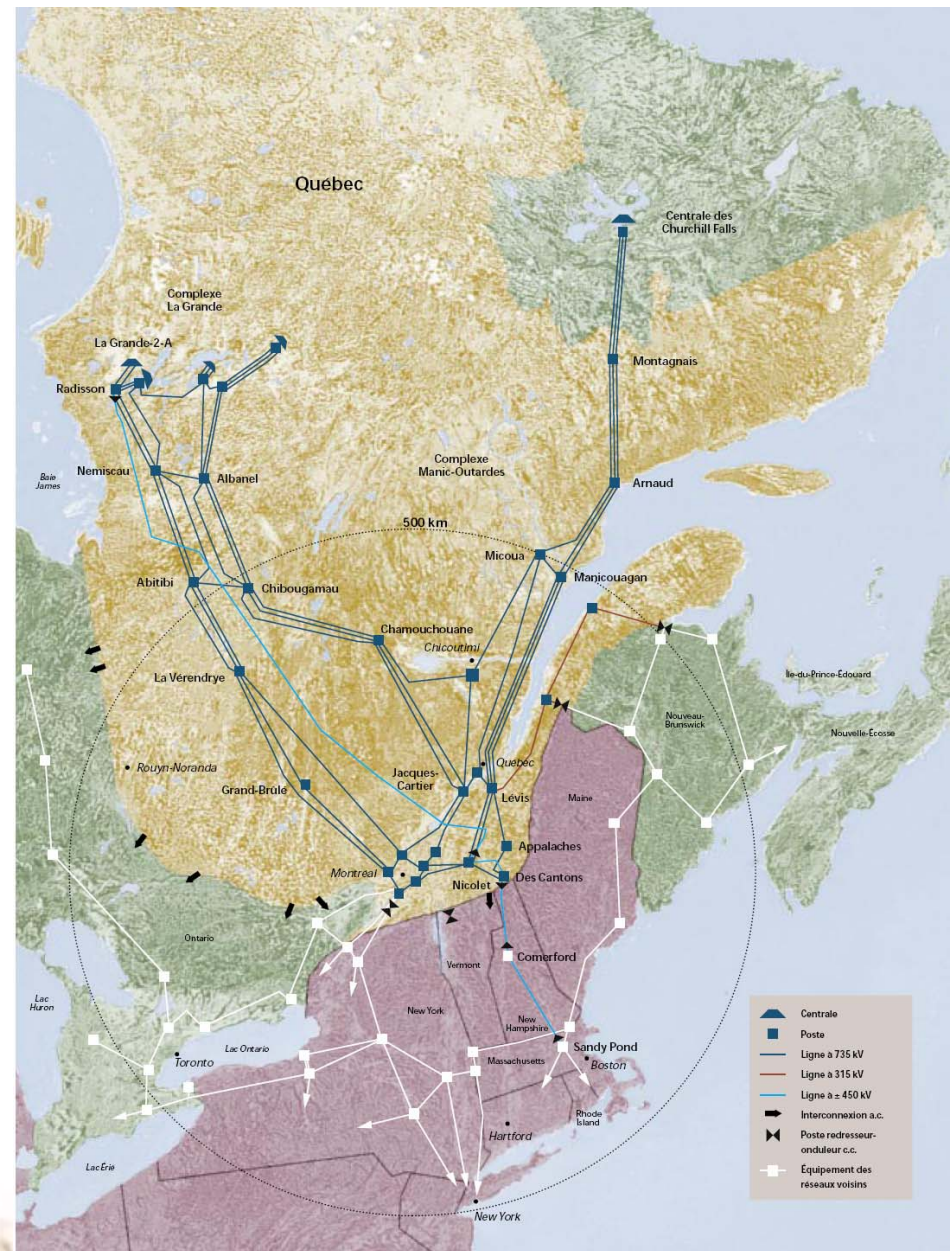 Québec
Centrale des
Churchill Falls
Complexe
La Grande
La Grande-2-A
Radisson
Montagnais
Complexe
Manic-Outardes
Nemiscau
Albanel
Baie
James
Arnaud
500 km
Micoua
Manicouagan
Abitibi
Chibougamau
Chamouchouane
Chicoutimi
La Vérendrye
Île-du-Prince-Édouard
Nouveau-
Brunswick
Nouvelle-Écosse
Rouyn-Noranda
Québec
Jacques-
Cartier
Grand-Brûlé
Lévis
Maine
Appalaches
Montréal
Nicolet
Des Cantons
Ontario
Comerford
Vermont
Lac
Huron
New York
New
Hampshire
Sandy Pond
Toronto
Lac Ontario
Massachusetts
Boston
Rhode
Island
Hartford
Lac Érié
New York
Centrale
Poste
Ligne à 735 kV
Ligne à 315 kV
Ligne à ± 450 kV
Interconnexion a.c.
Poste redresseur-
onduleur c.c.
Équipement des
réseaux voisins